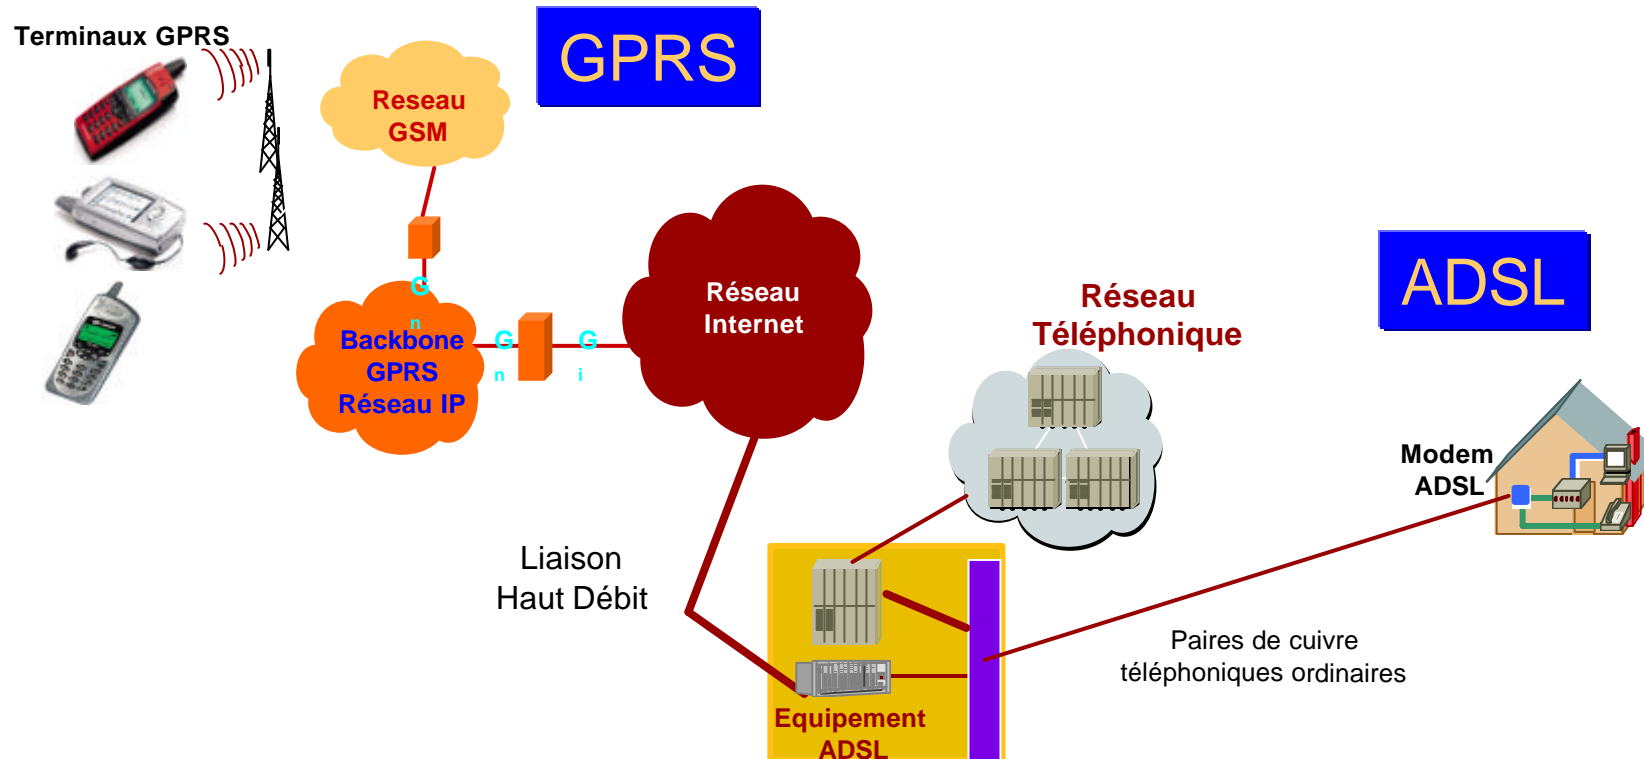 Terminaux GPRS
GPRS
Reseau
GSM
G
n
Backbone
GPRS
Réseau IP
G
n
G
i
Réseau
Internet
Réseau
Téléphonique
ADSL
Modem
ADSL
Liaison
Haut Débit
Paires de cuivre
téléphoniques ordinaires
Equipement
ADSL